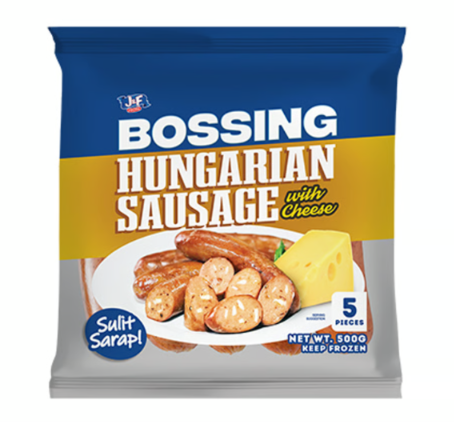 J&F
BOSSING
HUNGARIAN
SAUSAGE
with
Cheese
Sulit
Sarap!
5
PIECES
NET WT. 500G
KEEP FROZEN